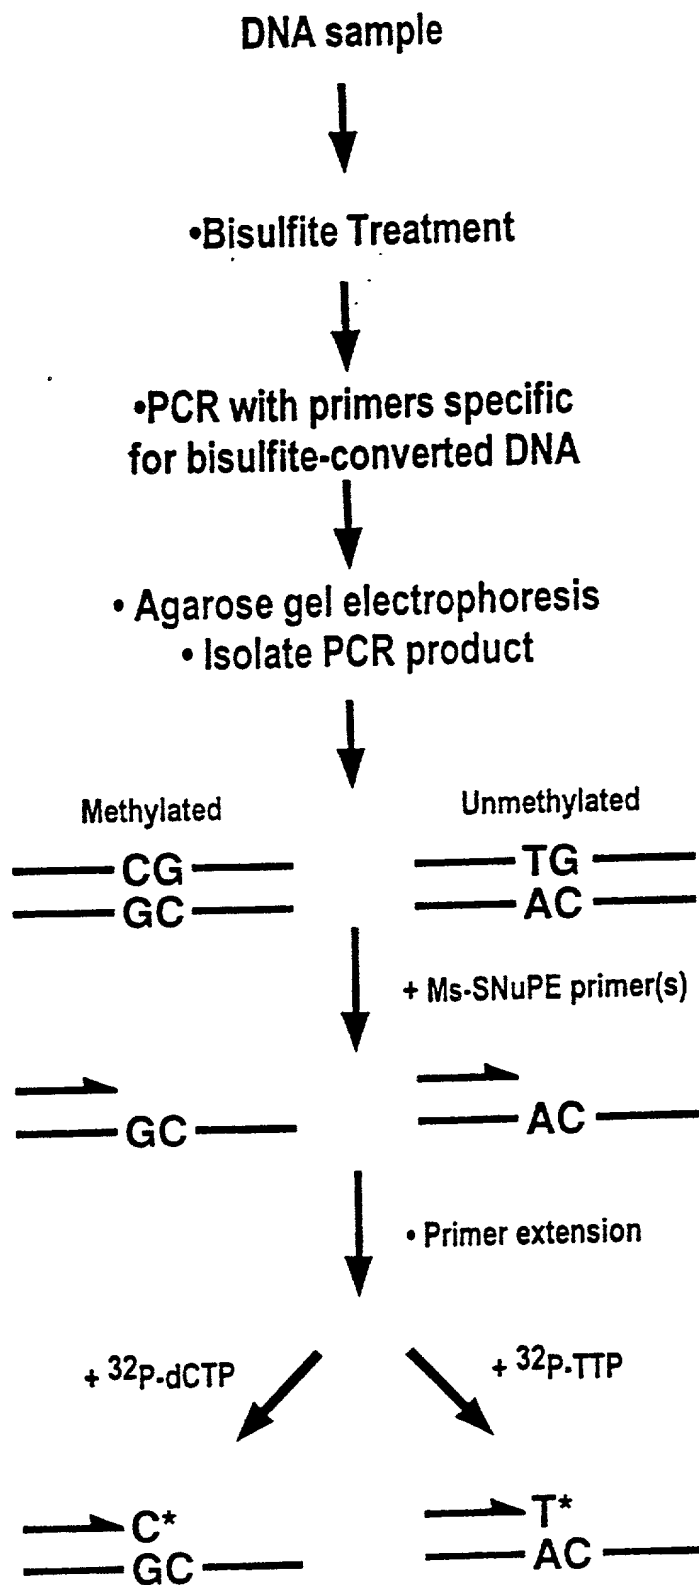 DNA sample
•Bisulfite Treatment
•PCR with primers specific
for bisulfite-converted DNA
• Agarose gel electrophoresis
• Isolate PCR product
Methylated
Unmethylated
CG
GC
TG
AC
+ Ms-SNuPE primer(s)
GC
AC
• Primer extension
+ ³²P-dCTP
+ ³²P-TTP
C*
GC
T*
AC